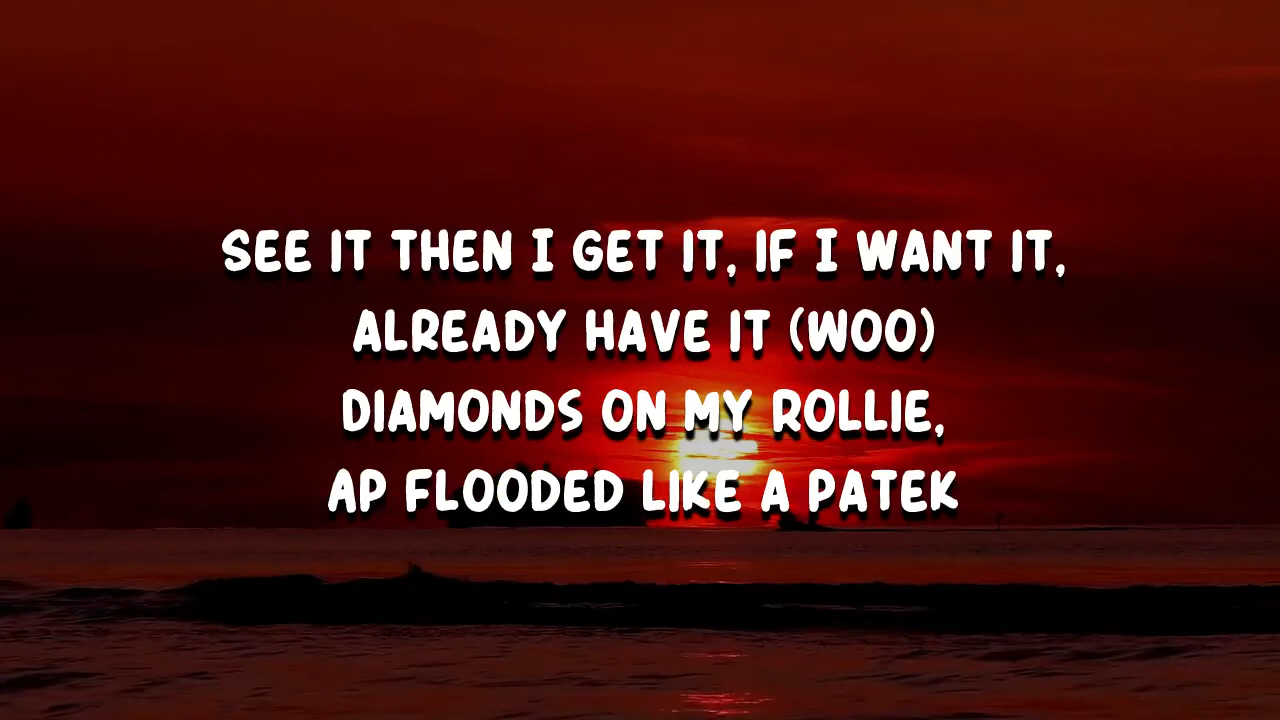 SEE IT THEN I GET IT, IF I WANT IT,
ALREADY HAVE IT (WOO)
DIAMONDS ON MY ROLLIE,
AP FLOODED LIKE A PATEK